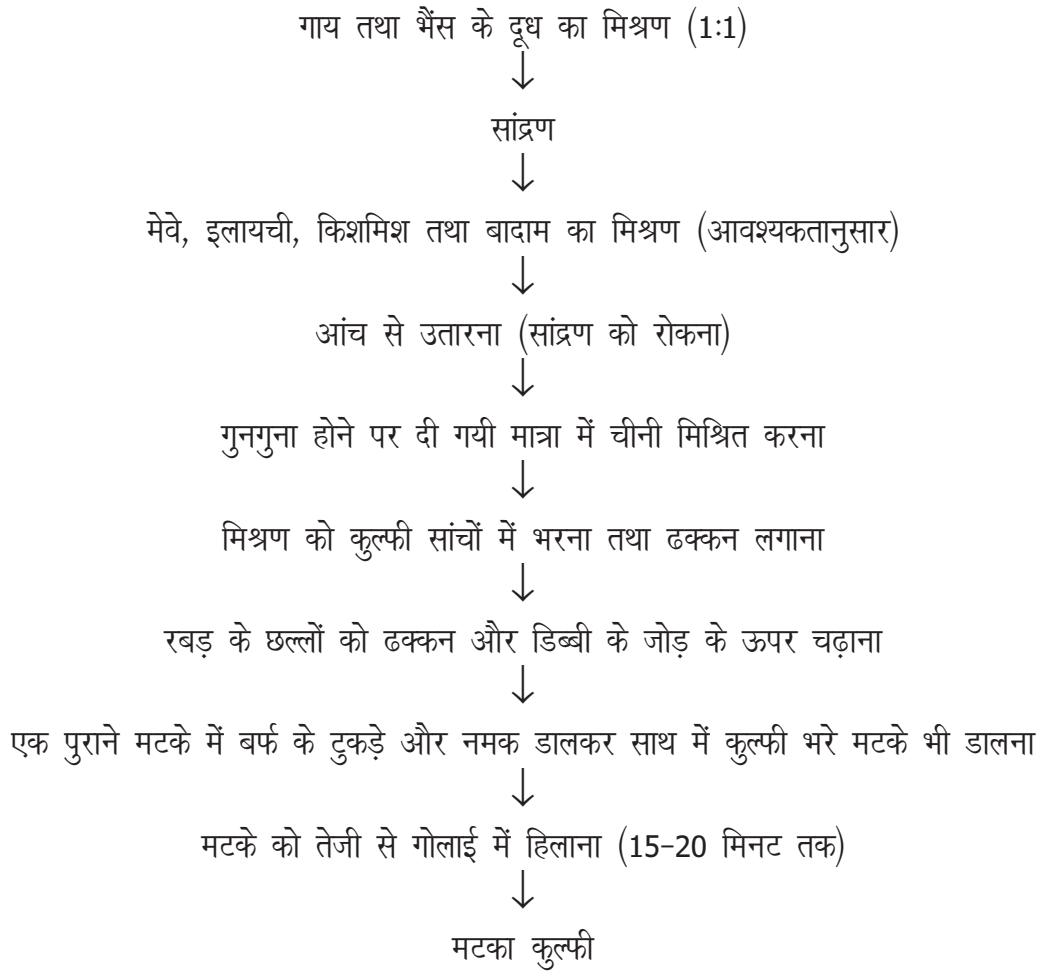 गाय तथा भैंस के दूध का मिश्रण (1:1)
↓
सांद्रण
↓
मेवे, इलायची, किशमिश तथा बादाम का मिश्रण (आवश्यकतानुसार)
↓
आंच से उतारना (सांद्रण को रोकना)
↓
गुनगुना होने पर दी गयी मात्रा में चीनी मिश्रित करना
↓
मिश्रण को कुल्फी सांचों में भरना तथा ढक्कन लगाना
↓
रबड़ के छल्लों को ढक्कन और डिब्बी के जोड़ के ऊपर चढ़ाना
↓
एक पुराने मटके में बर्फ के टुकड़े और नमक डालकर साथ में कुल्फी भरे मटके भी डालना
↓
मटके को तेजी से गोलाई में हिलाना (15-20 मिनट तक)
↓
मटका कुल्फी